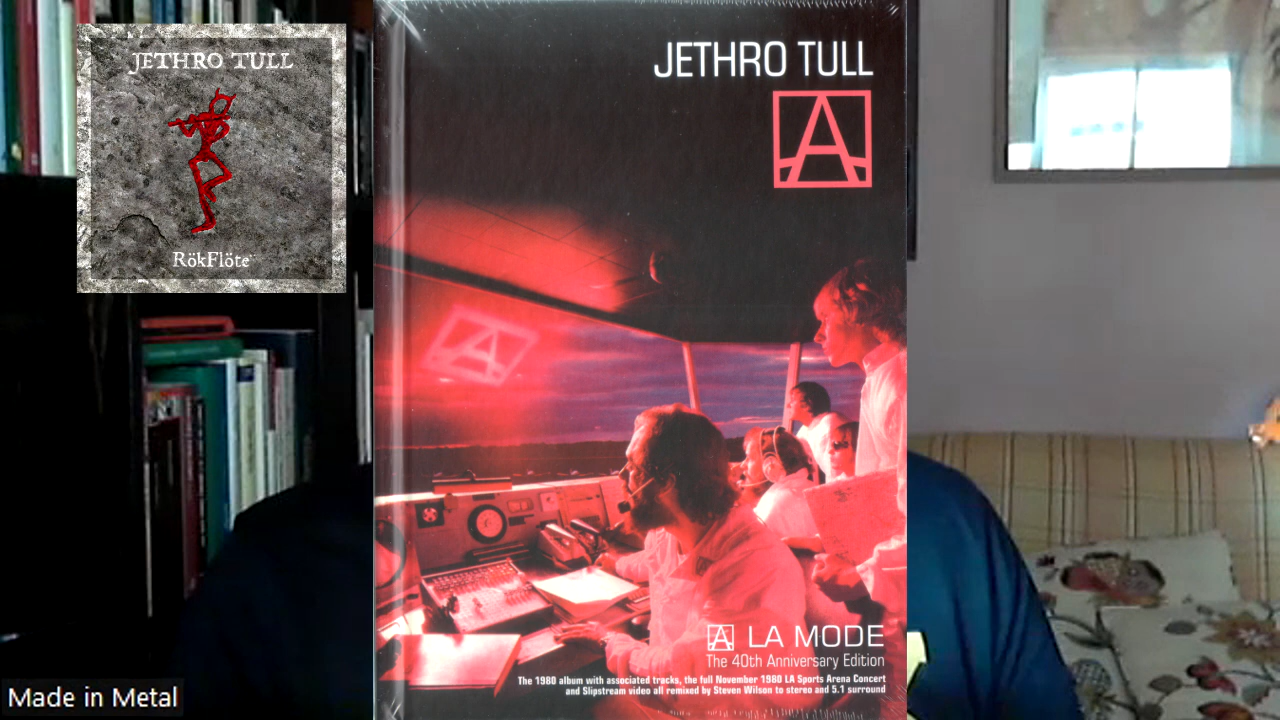 JETHRO TULL
RökFlöte
JETHRO TULL
A
A
A LA MODE
The 40th Anniversary Edition
The 1980 album with associated tracks, the full November 1980 LA Sports Arena Concert
and Slipstream video all remixed by Steven Wilson to stereo and 5.1 surround
Made in Metal